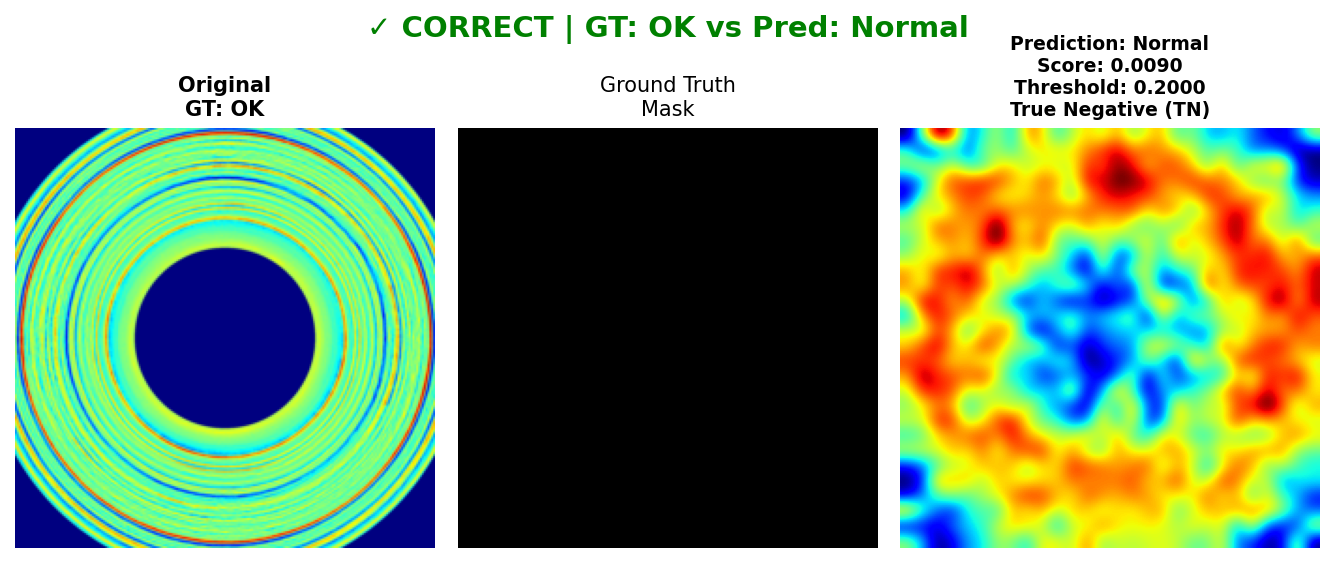 ✓ CORRECT | GT: OK vs Pred: Normal
Original
GT: OK
Ground Truth
Mask
Prediction: Normal
Score: 0.0090
Threshold: 0.2000
True Negative (TN)